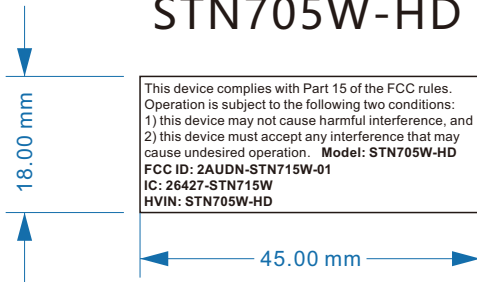 STN705W-HD
18.00 mm
This device complies with Part 15 of the FCC rules.
Operation is subject to the following two conditions:
1) this device may not cause harmful interference, and
2) this device must accept any interference that may
cause undesired operation. Model: STN705W-HD
FCC ID: 2AUDN-STN715W-01
IC: 26427-STN715W
HVIN: STN705W-HD
45.00 mm